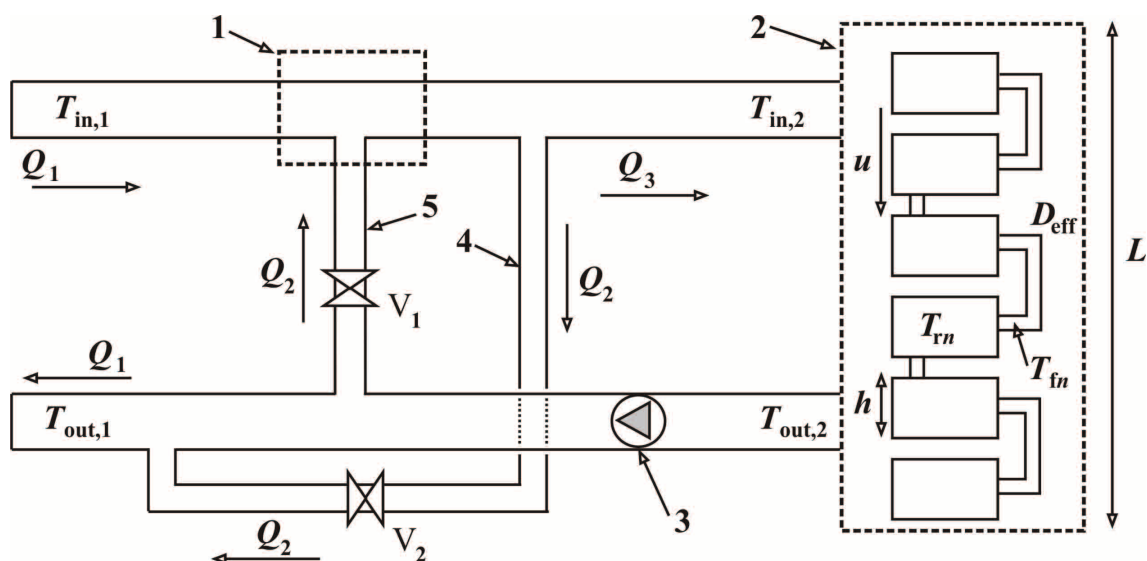 1
2
T_in,1
T_in,2
Q_1
Q_3
u
5
4
D_eff
L
Q_2
Q_2
V_1
T_rn
Q_1
T_fn
h
T_out,1
T_out,2
3
Q_2
V_2